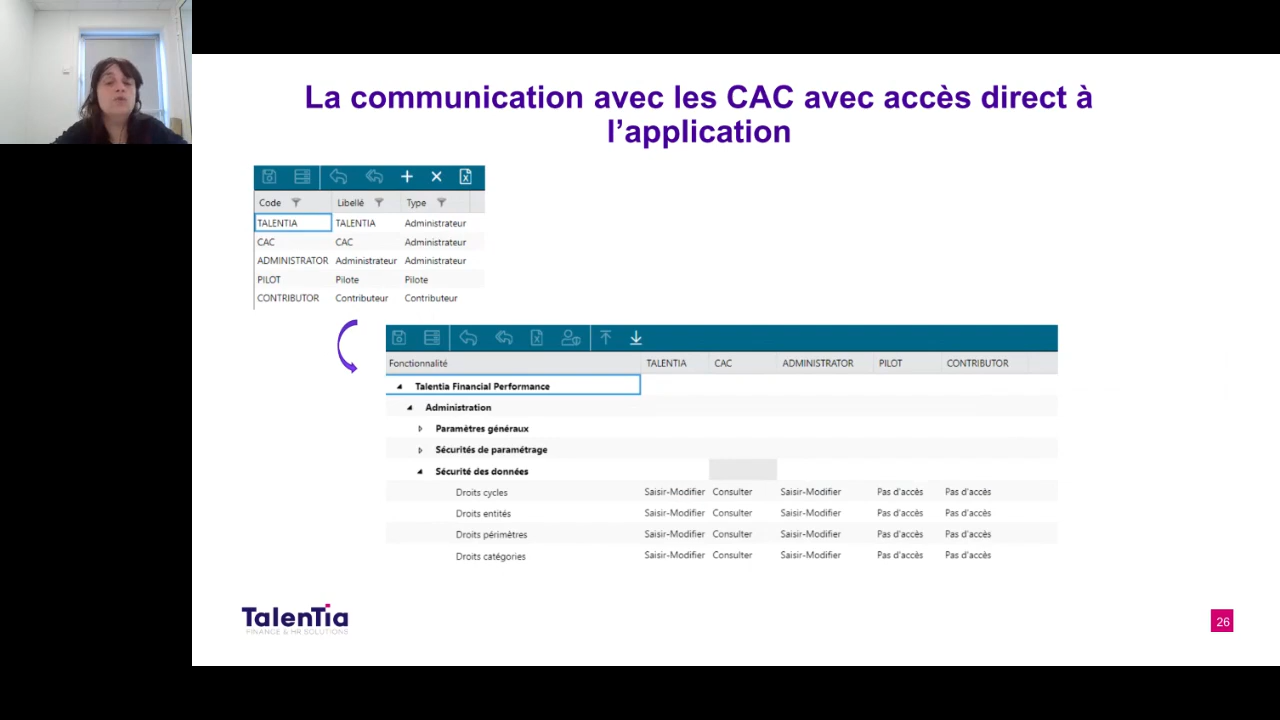 La communication avec les CAC avec accès direct à
l'application
Code Libellé Type
TALENTIA TALENTIA Administrateur
CAC CAC Administrateur
ADMINISTRATOR Administrateur Administrateur
PILOT Pilote Pilote
CONTRIBUTOR Contributeur Contributeur
Fonctionnalité TALENTIA CAC ADMINISTRATOR PILOT CONTRIBUTOR
Talentia Financial Performance
Administration
Paramètres généraux
Sécurités de paramétrage
Sécurité des données
Droits cycles Saisir-Modifier Consulter Saisir-Modifier Pas d'accès Pas d'accès
Droits entités Saisir-Modifier Consulter Saisir-Modifier Pas d'accès Pas d'accès
Droits périmètres Saisir-Modifier Consulter Saisir-Modifier Pas d'accès Pas d'accès
Droits catégories Saisir-Modifier Consulter Saisir-Modifier Pas d'accès Pas d'accès
TalenTia
FINANCE & HR SOLUTIONS
26